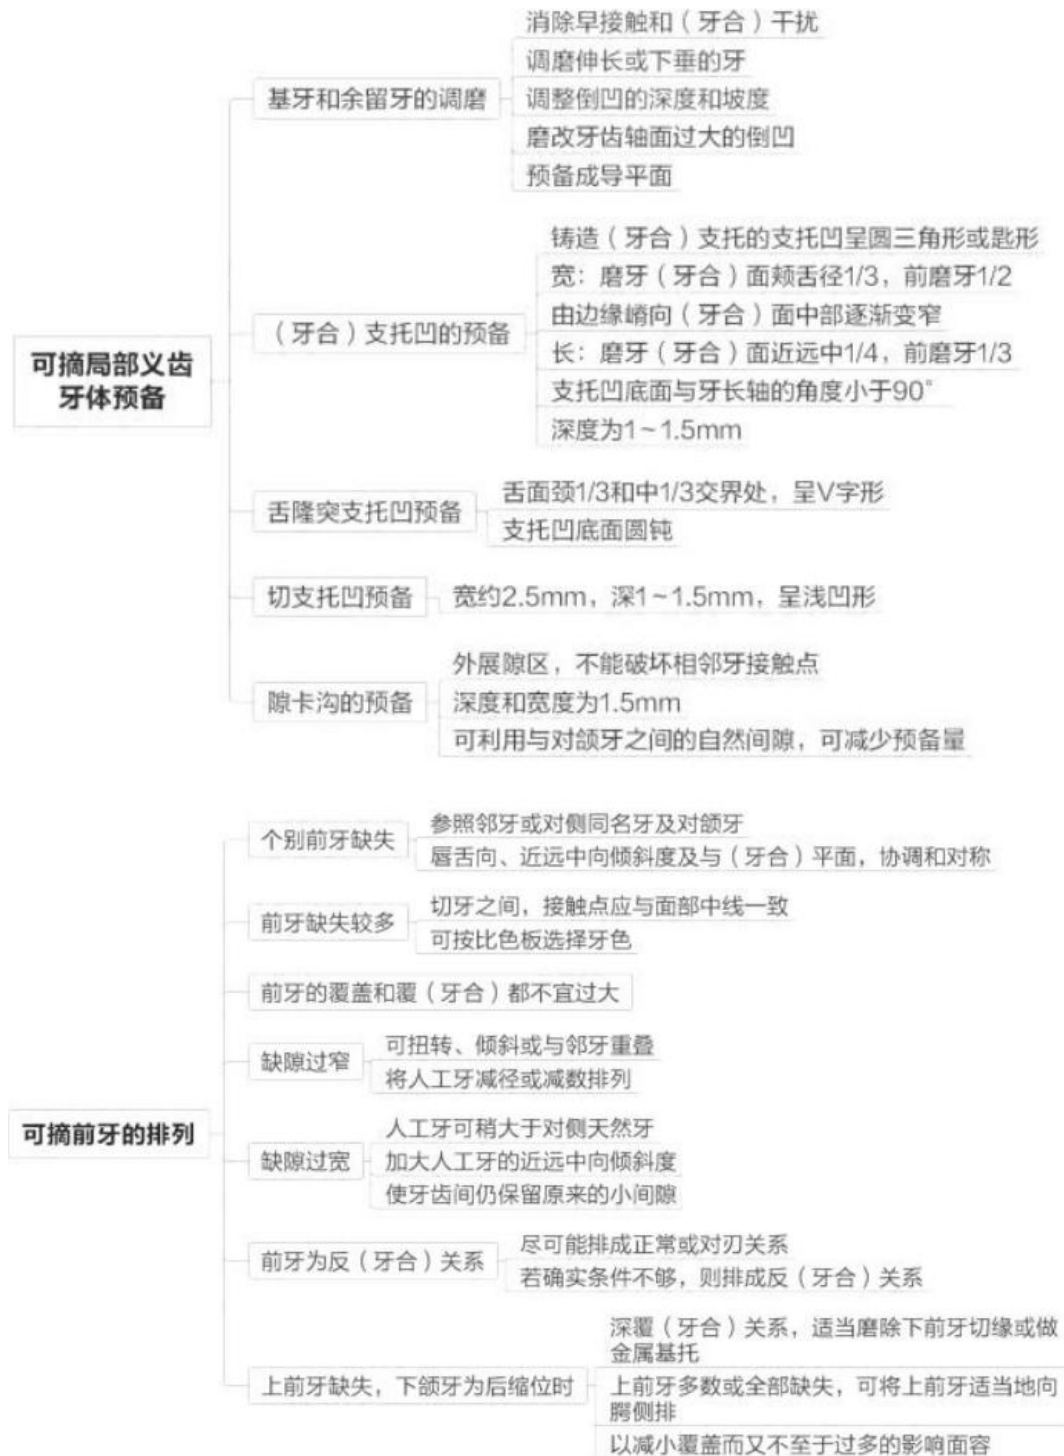 可摘局部义齿
牙体预备
基牙和余留牙的调磨
消除早接触和（牙合）干扰
调磨伸长或下垂的牙
调整倒凹的深度和坡度
磨改牙齿轴面过大的倒凹
预备成导平面
（牙合）支托凹的预备
铸造（牙合）支托的支托凹呈圆三角形或匙形
宽：磨牙（牙合）面颊舌径1/3，前磨牙1/2
由边缘嵴向（牙合）面中部逐渐变窄
长：磨牙（牙合）面近远中1/4，前磨牙1/3
支托凹底面与牙长轴的角度小于90°
深度为1~1.5mm
舌隆突支托凹预备
舌面颈1/3和中1/3交界处，呈V字形
支托凹底面圆钝
切支托凹预备
宽约2.5mm，深1~1.5mm，呈浅凹形
隙卡沟的预备
外展隙区，不能破坏相邻牙接触点
深度和宽度为1.5mm
可利用与对颌牙之间的自然间隙，可减少预备量
可摘前牙的排列
个别前牙缺失
参照邻牙或对侧同名牙及对颌牙
唇舌向、近远中向倾斜度及与（牙合）平面，协调和对称
前牙缺失较多
切牙之间，接触点应与面部中线一致
可按比色板选择牙色
前牙的覆盖和覆（牙合）都不宜过大
缺隙过窄
可扭转、倾斜或与邻牙重叠
将人工牙减径或减数排列
缺隙过宽
人工牙可稍大于对侧天然牙
加大人工牙的近远中向倾斜度
使牙齿间仍保留原来的小间隙
前牙为反（牙合）关系
尽可能排成正常或对刃关系
若确实条件不够，则排成反（牙合）关系
上前牙缺失，下颌牙为后缩位时
深覆（牙合）关系，适当磨除下前牙切缘或做
金属基托
上前牙多数或全部缺失，可将上前牙适当地向
腭侧排
以减小覆盖而又不至于过多的影响面容